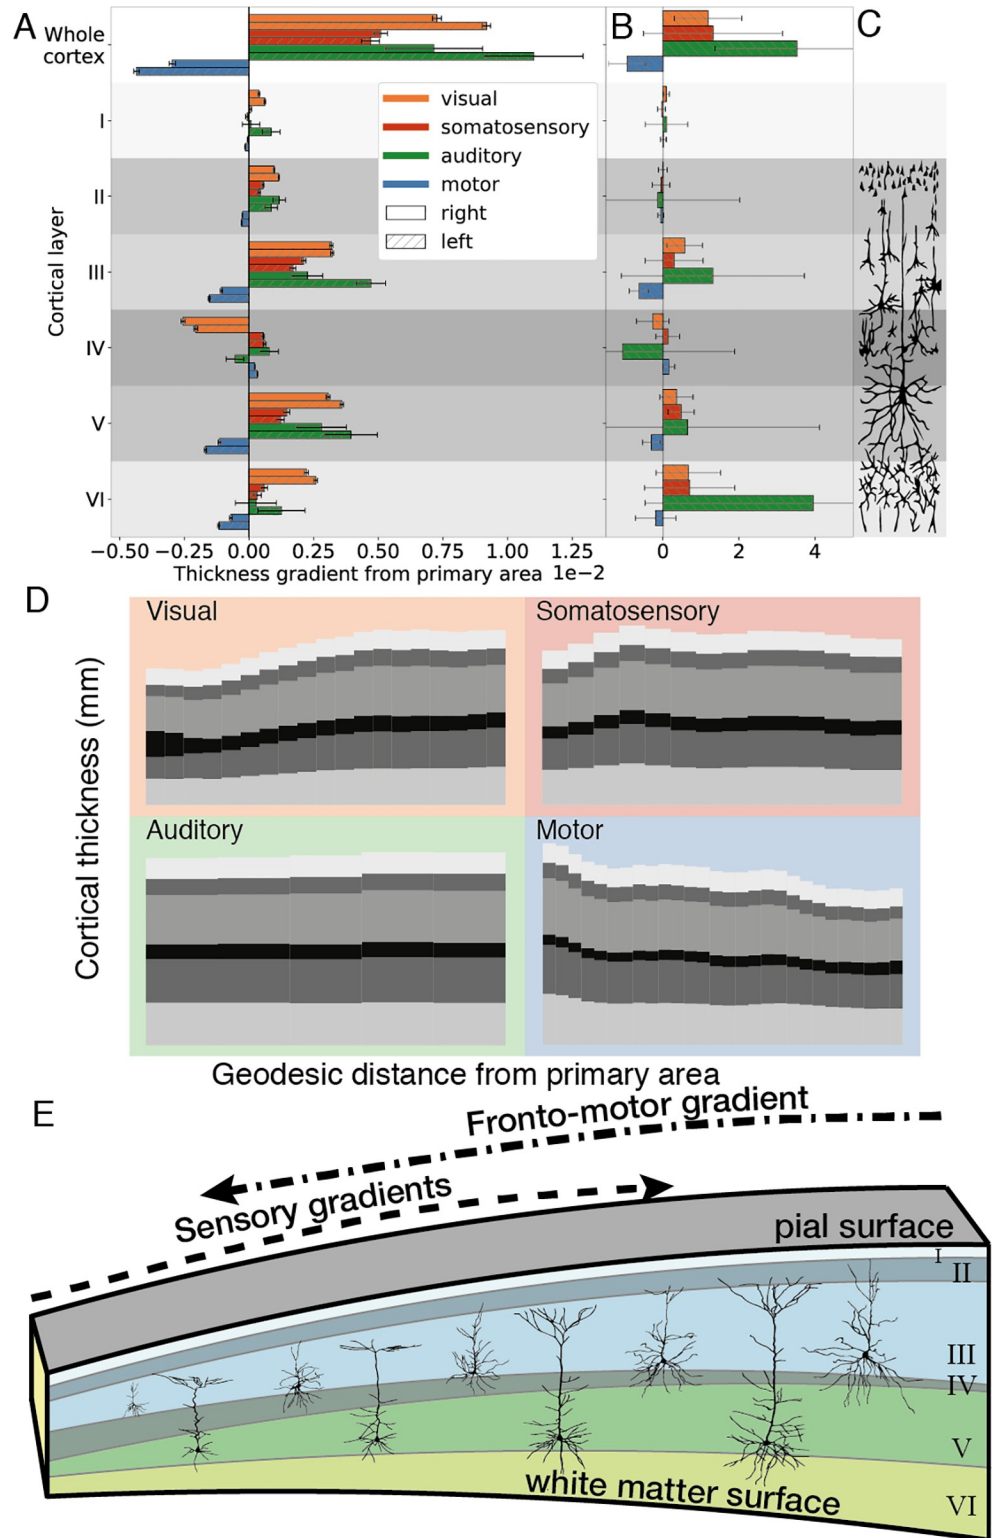 A
B
C
Whole
cortex
I
II
III
IV
V
VI
Cortical layer
visual
somatosensory
auditory
motor
right
left
−0.50 −0.25 0.00 0.25 0.50 0.75 1.00 1.25
Thickness gradient from primary area 1e−2
0 2 4
D
Visual
Somatosensory
Auditory
Motor
Cortical thickness (mm)
Geodesic distance from primary area
E
Fronto-motor gradient
Sensory gradients
pial surface
I
II
III
IV
V
VI
white matter surface